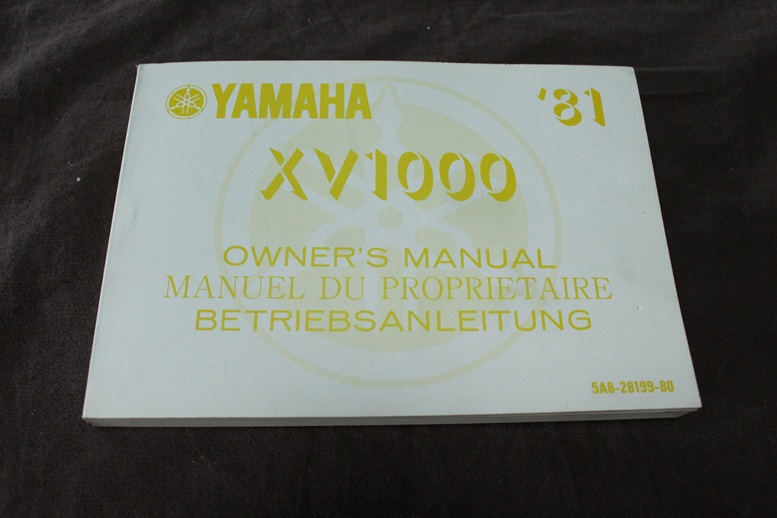 YAMAHA '81
XV1000
OWNER'S MANUAL
MANUEL DU PROPRIETAIRE
BETRIEBSANLEITUNG
5A8-28199-80